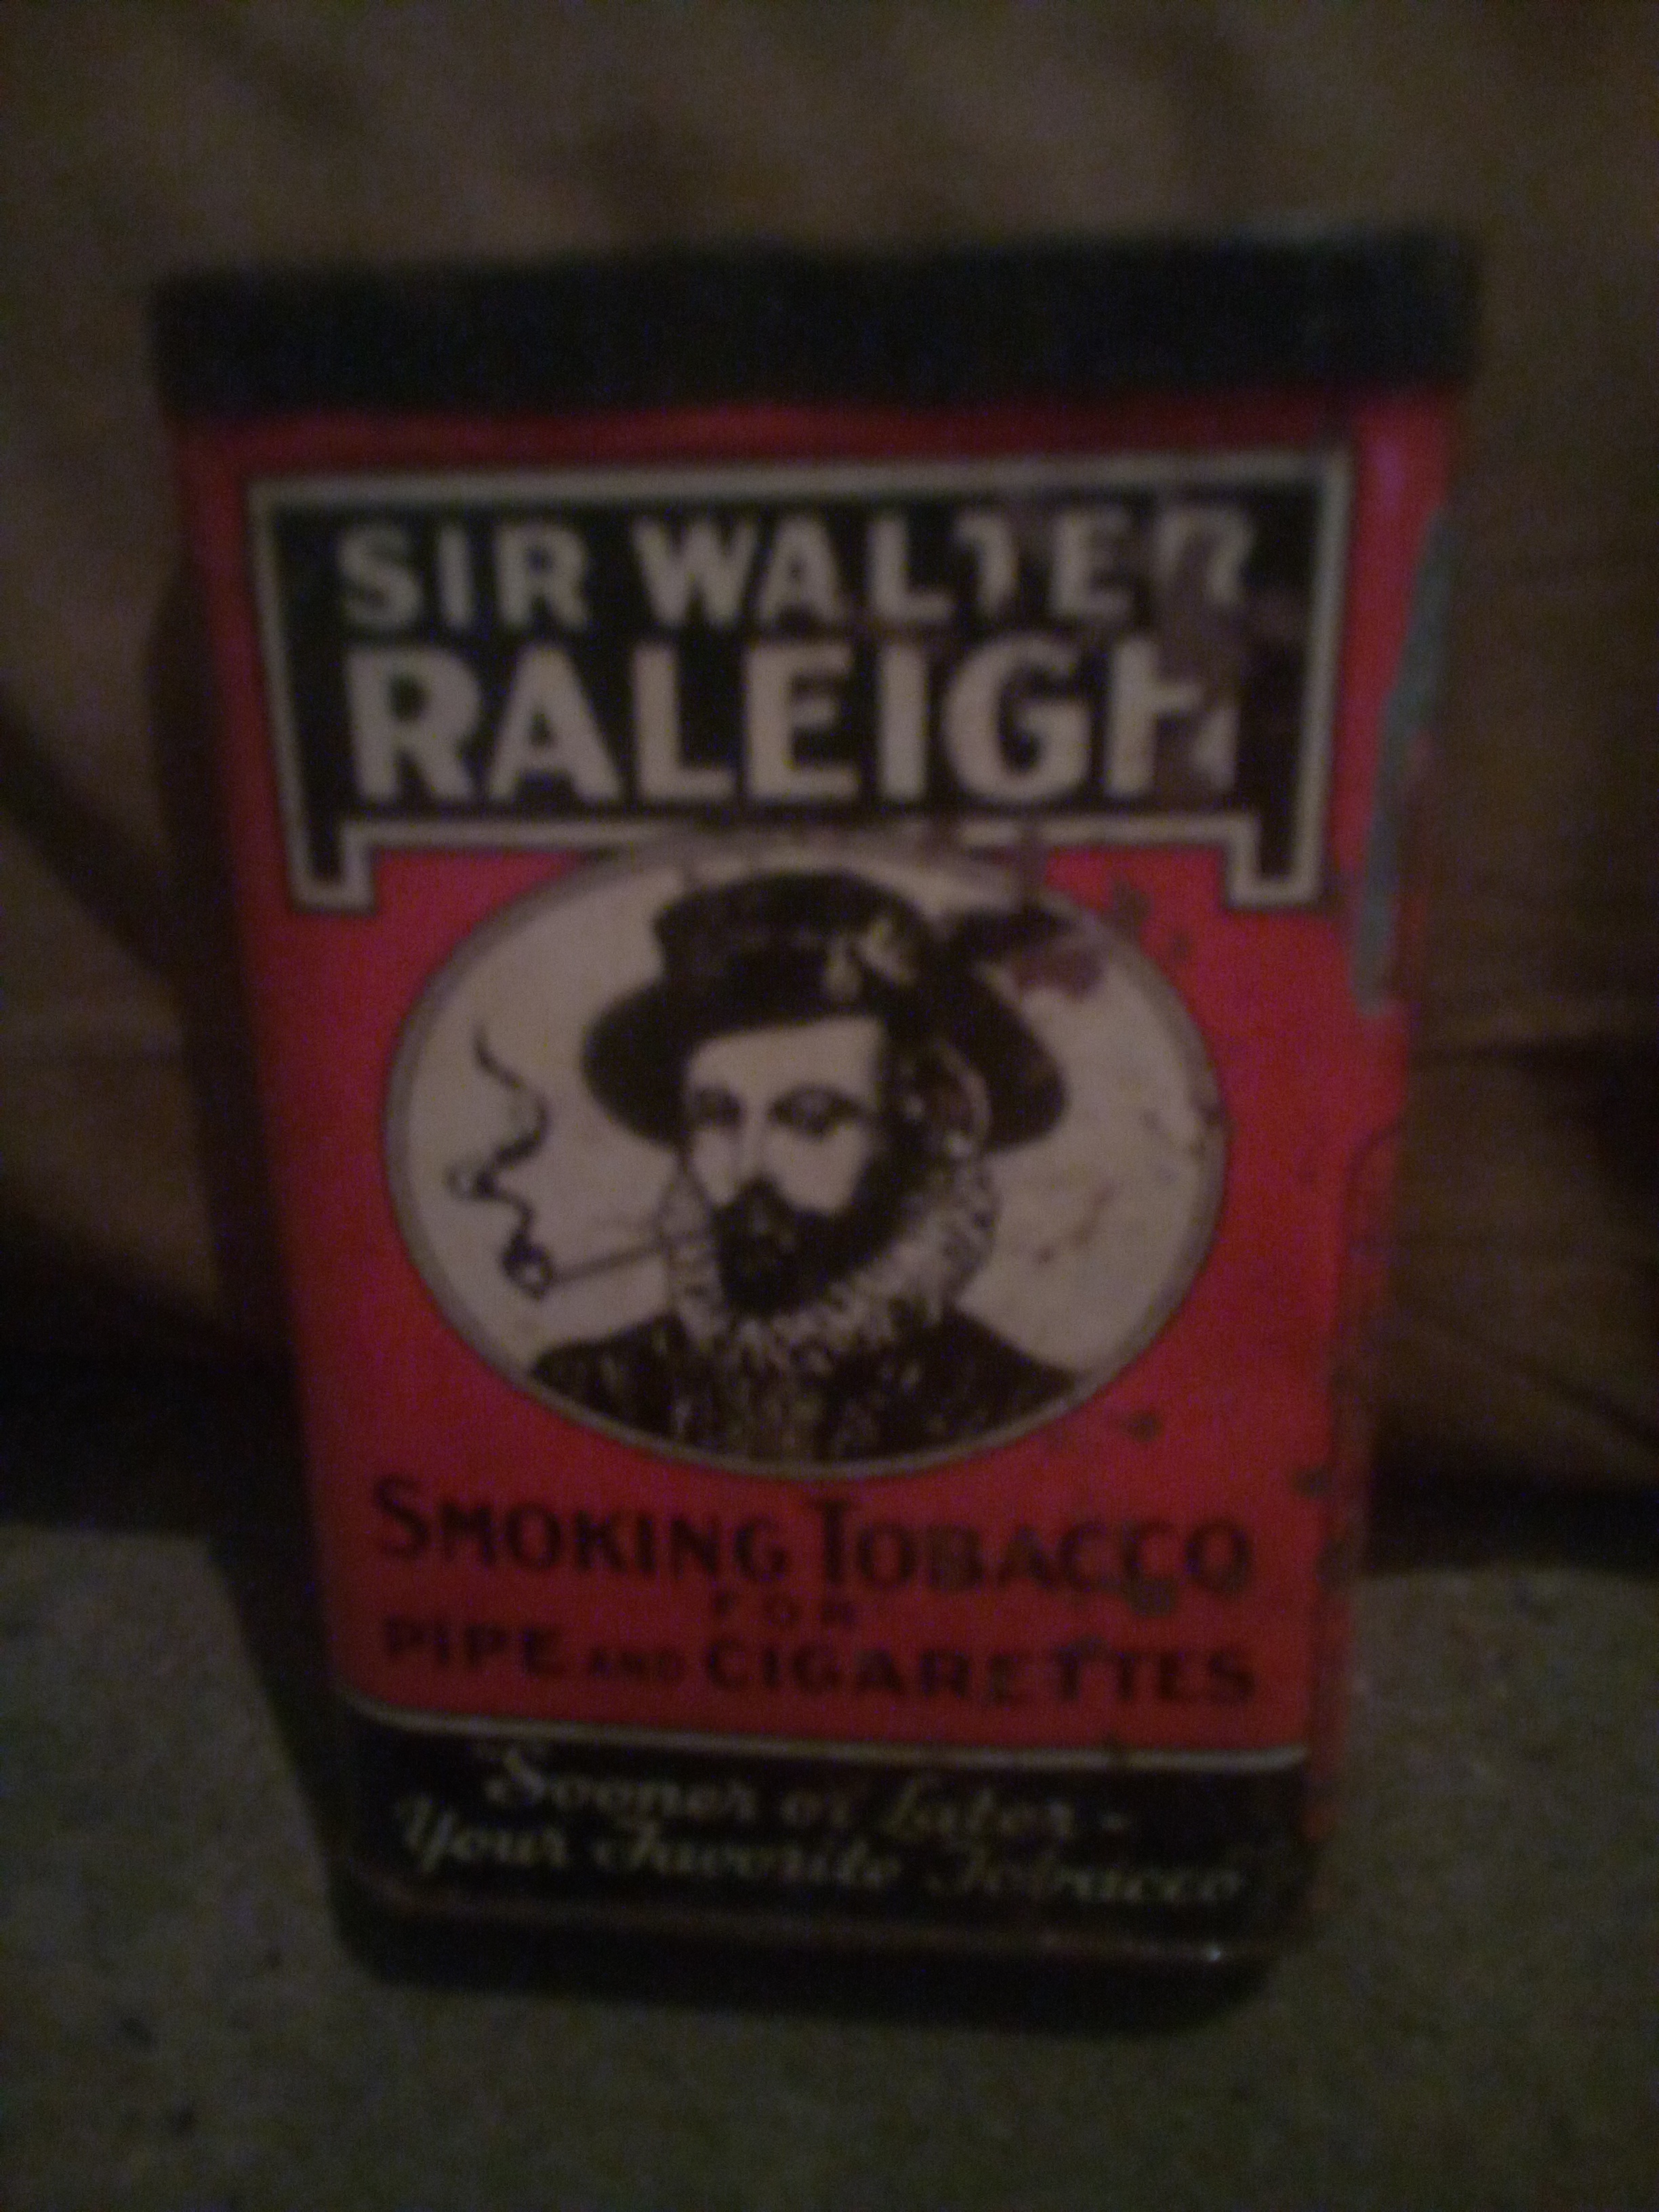 SIR WALTER
RALEIGH
SMOKING TOBACCO
FOR
PIPE AND CIGARETTES
"Sooner or Later-
Your Favorite Tobacco"